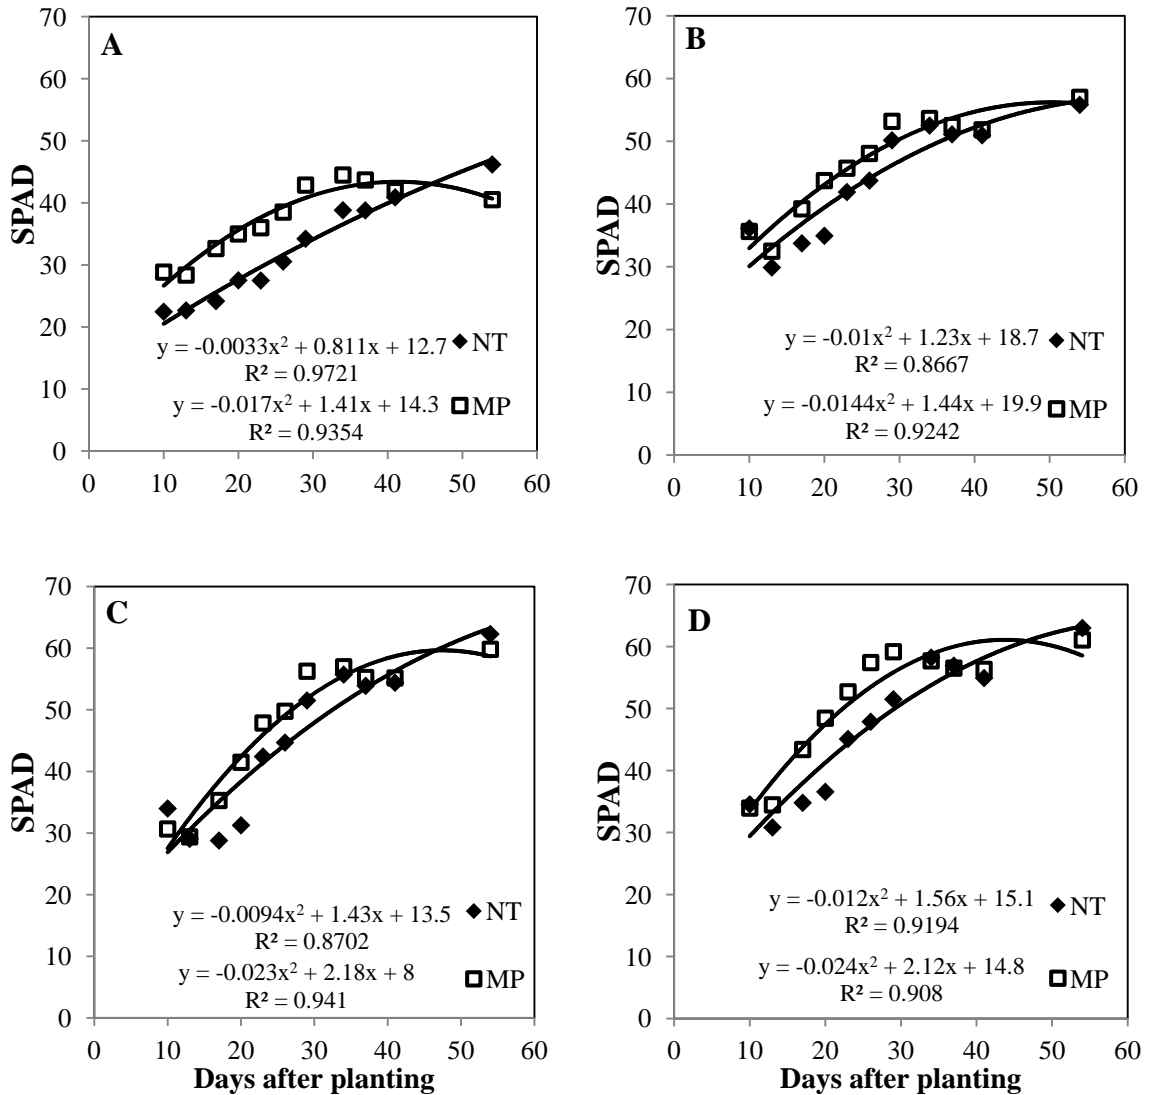 A
SPAD
70
60
50
40
30
20
10
0
y = -0.0033x² + 0.811x + 12.7
R² = 0.9721
NT
y = -0.017x² + 1.41x + 14.3
R² = 0.9354
MP
0 10 20 30 40 50 60
B
SPAD
70
60
50
40
30
20
10
0
y = -0.01x² + 1.23x + 18.7
R² = 0.8667
NT
y = -0.0144x² + 1.44x + 19.9
R² = 0.9242
MP
0 10 20 30 40 50 60
C
SPAD
70
60
50
40
30
20
10
0
y = -0.0094x² + 1.43x + 13.5
R² = 0.8702
NT
y = -0.023x² + 2.18x + 8
R² = 0.941
MP
0 10 20 30 40 50 60
Days after planting
D
SPAD
70
60
50
40
30
20
10
0
y = -0.012x² + 1.56x + 15.1
R² = 0.9194
NT
y = -0.024x² + 2.12x + 14.8
R² = 0.908
MP
0 10 20 30 40 50 60
Days after planting